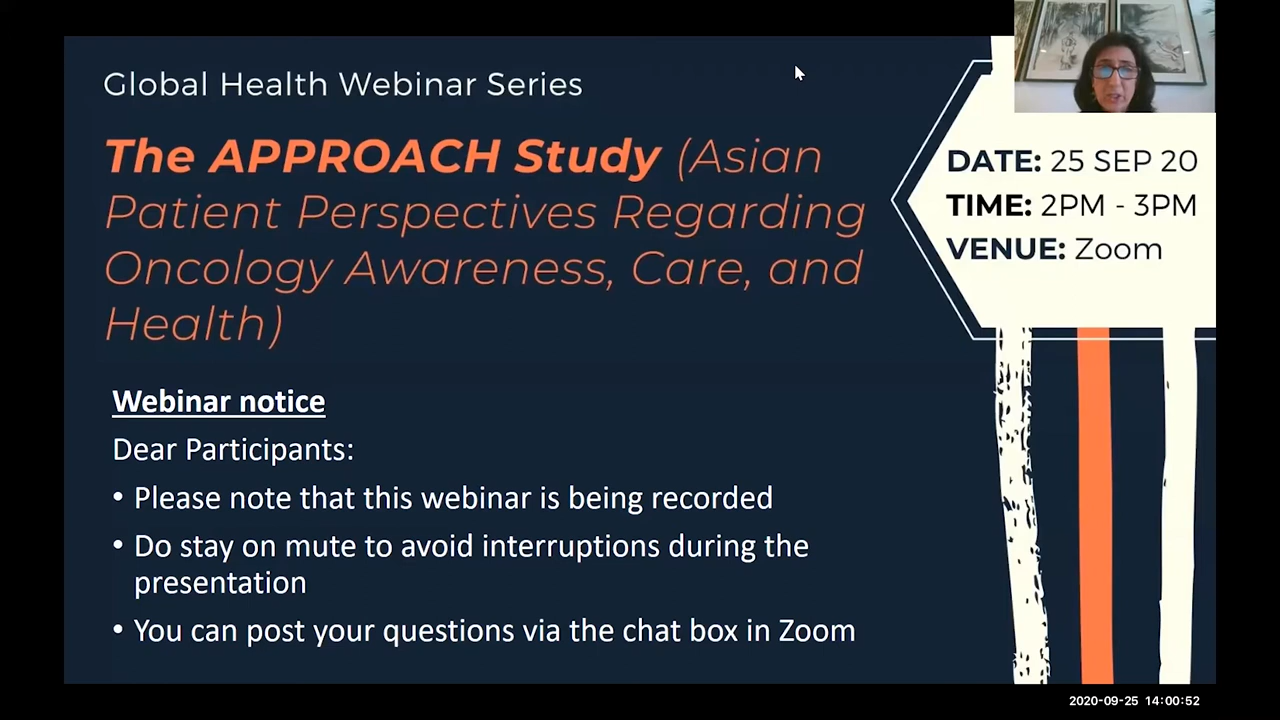 Global Health Webinar Series
The APPROACH Study (Asian
Patient Perspectives Regarding
Oncology Awareness, Care, and
Health)
DATE: 25 SEP 20
TIME: 2PM - 3PM
VENUE: Zoom
Webinar notice
Dear Participants:
• Please note that this webinar is being recorded
• Do stay on mute to avoid interruptions during the
presentation
• You can post your questions via the chat box in Zoom
2020-09-25 14:00:52